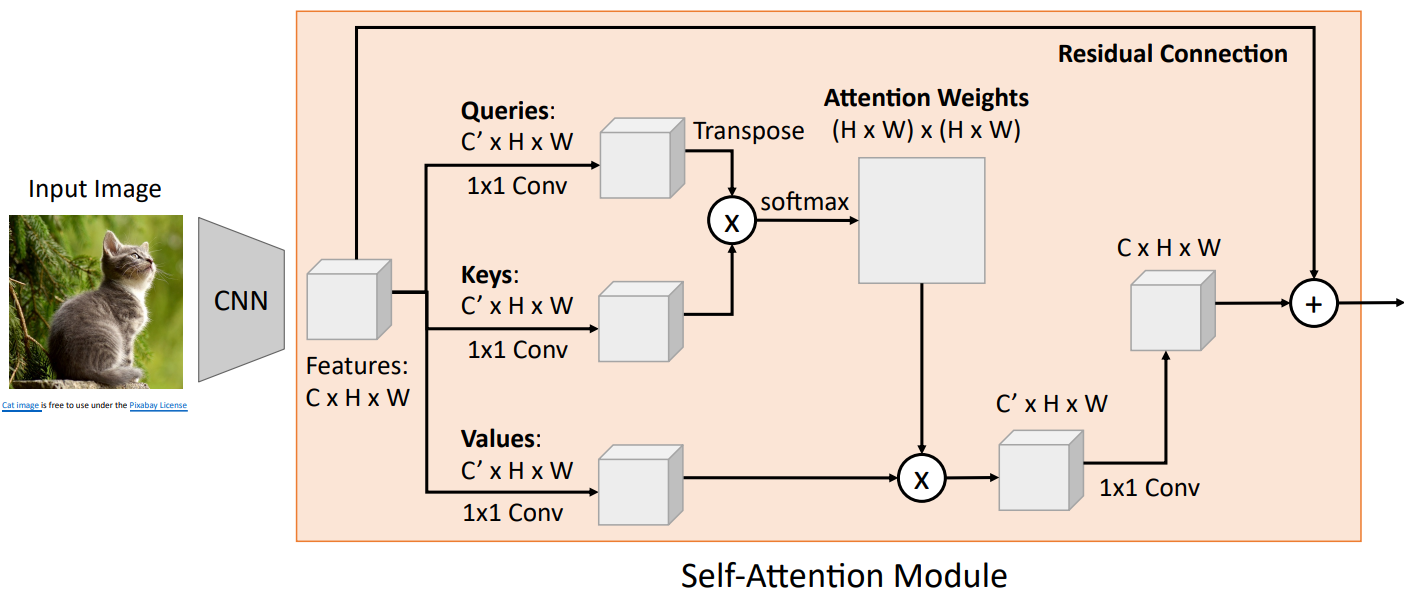 Residual Connection
Attention Weights
(H x W) x (H x W)
Queries:
C’ x H x W
1x1 Conv
Transpose
x
softmax
Input Image
CNN
Cat image is free to use under the Pixabay License
Features:
C x H x W
Keys:
C’ x H x W
1x1 Conv
C x H x W
+
Values:
C’ x H x W
1x1 Conv
x
C’ x H x W
1x1 Conv
Self-Attention Module